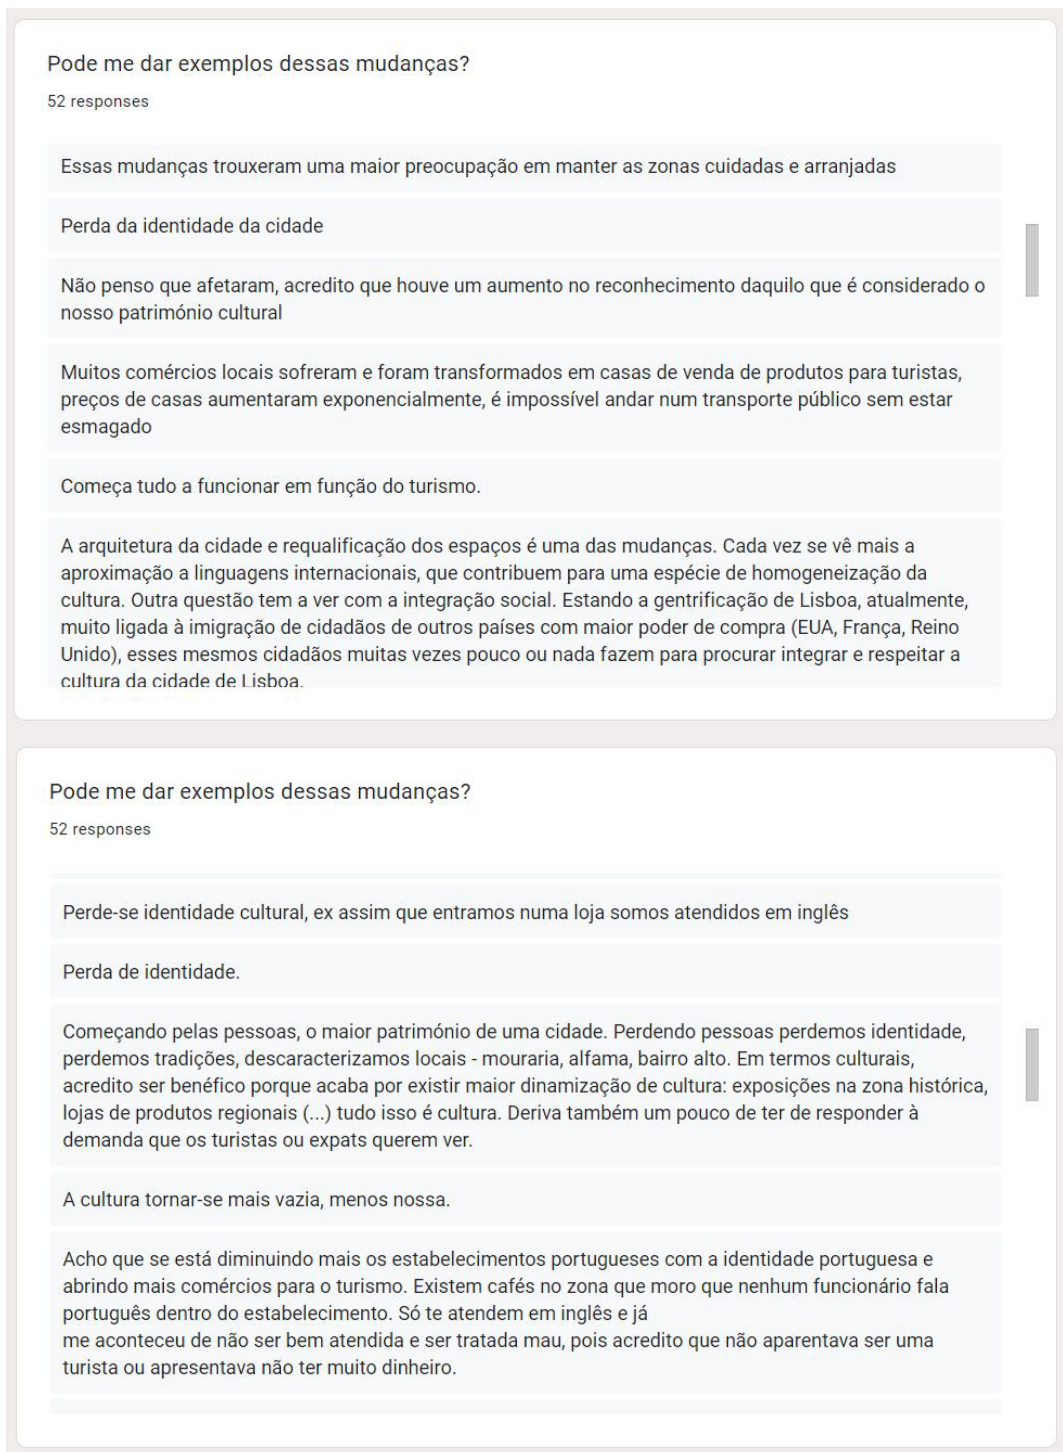 Pode me dar exemplos dessas mudanças?
52 responses
Essas mudanças trouxeram uma maior preocupação em manter as zonas cuidadas e arranjadas
Perda da identidade da cidade
Não penso que afetaram, acredito que houve um aumento no reconhecimento daquilo que é considerado o
nosso património cultural
Muitos comércios locais sofreram e foram transformados em casas de venda de produtos para turistas,
preços de casas aumentaram exponencialmente, é impossível andar num transporte público sem estar
esmagado
Começa tudo a funcionar em função do turismo.
A arquitetura da cidade e requalificação dos espaços é uma das mudanças. Cada vez se vê mais a
aproximação a linguagens internacionais, que contribuem para uma espécie de homogeneização da
cultura. Outra questão tem a ver com a integração social. Estando a gentrificação de Lisboa, atualmente,
muito ligada à imigração de cidadãos de outros países com maior poder de compra (EUA, França, Reino
Unido), esses mesmos cidadãos muitas vezes pouco ou nada fazem para procurar integrar e respeitar a
cultura da cidade de Lisboa.
Pode me dar exemplos dessas mudanças?
52 responses
Perde-se identidade cultural, ex assim que entramos numa loja somos atendidos em inglês
Perda de identidade.
Começando pelas pessoas, o maior património de uma cidade. Perdendo pessoas perdemos identidade,
perdemos tradições, descaracterizamos locais - mouraria, alfama, bairro alto. Em termos culturais,
acredito ser benéfico porque acaba por existir maior dinamização de cultura: exposições na zona histórica,
lojas de produtos regionais (...) tudo isso é cultura. Deriva também um pouco de ter de responder à
demanda que os turistas ou expats querem ver.
A cultura tornar-se mais vazia, menos nossa.
Acho que se está diminuindo mais os estabelecimentos portugueses com a identidade portuguesa e
abrindo mais comércios para o turismo. Existem cafés no zona que moro que nenhum funcionário fala
português dentro do estabelecimento. Só te atendem em inglês e já
me aconteceu de não ser bem atendida e ser tratada mau, pois acredito que não aparentava ser uma
turista ou apresentava não ter muito dinheiro.